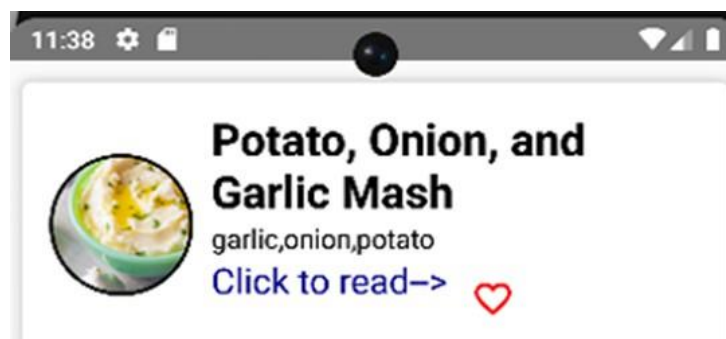 11:38
Potato, Onion, and
Garlic Mash
garlic,onion,potato
Click to read-->